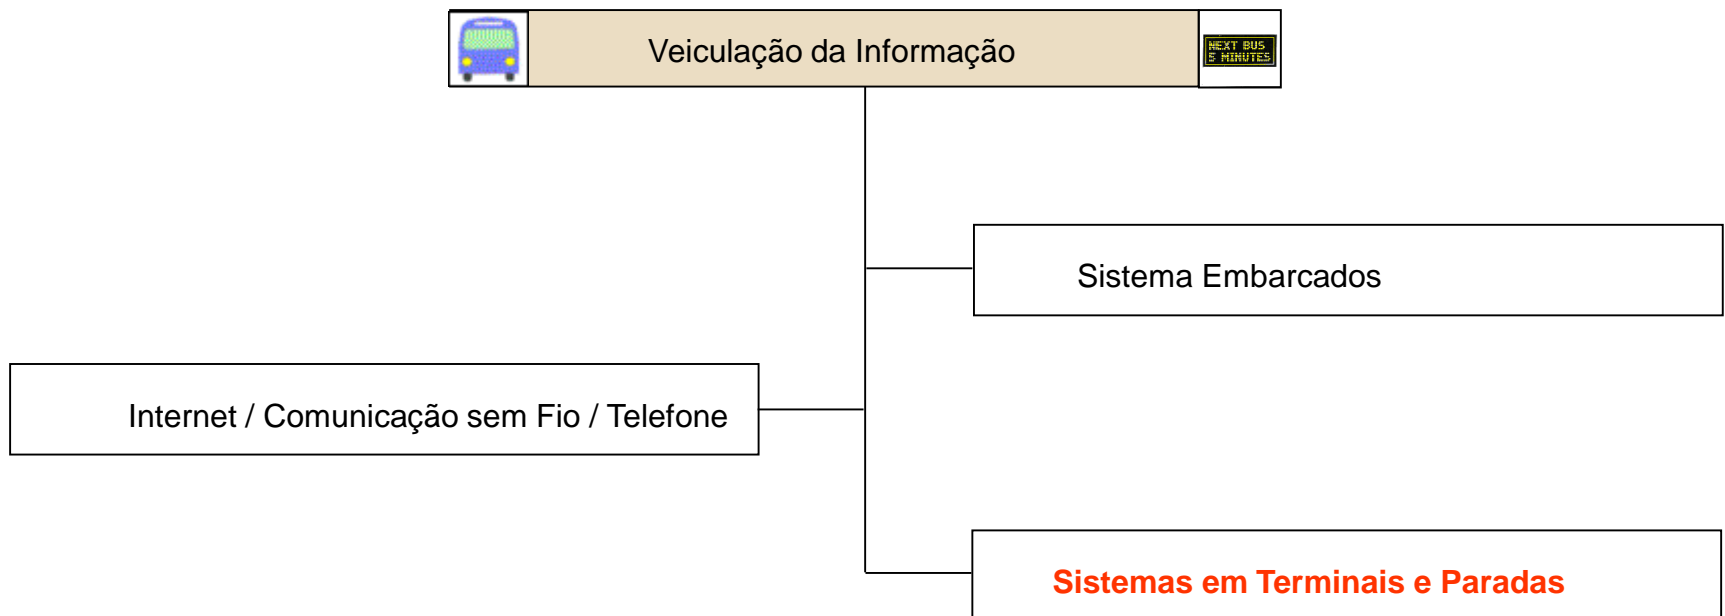 Veiculação da Informação
NEXT BUS
5 MINUTES
Sistema Embarcados
Internet / Comunicação sem Fio / Telefone
Sistemas em Terminais e Paradas